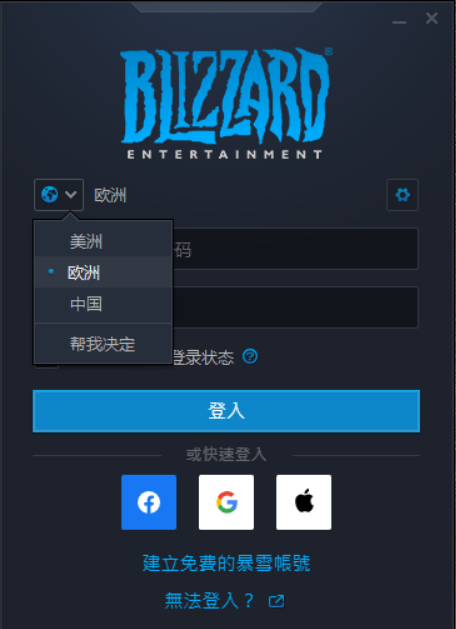 BLIZZARD®
ENTERTAINMENT
欧洲
美洲
欧洲
中国
帮我决定
码
登录状态
登入
或快速登入
建立免費的暴雪帳號
無法登入？